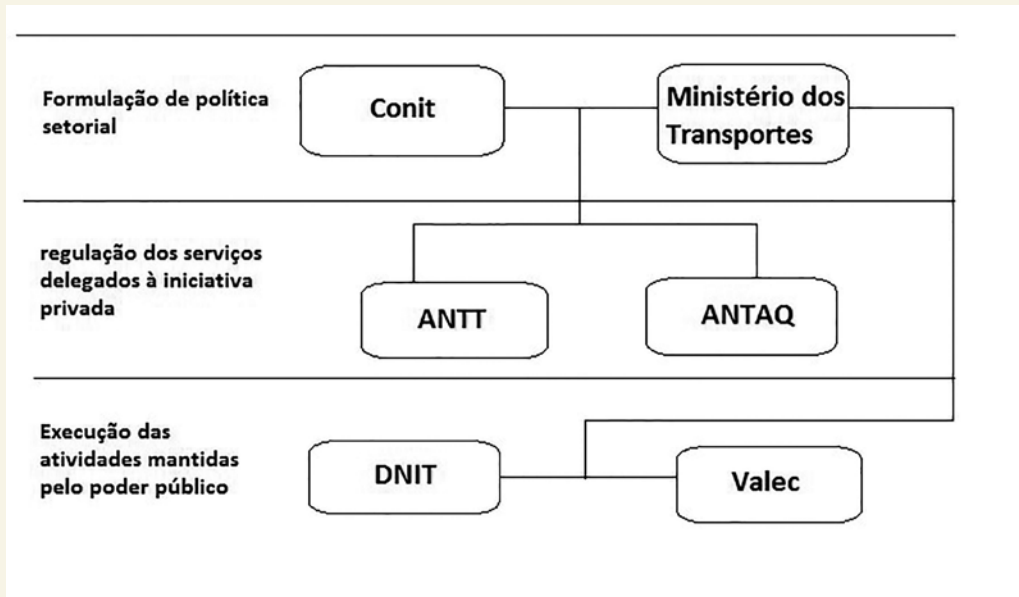 Formulação de política
setorial
Conit
Ministério dos
Transportes
regulação dos serviços
delegados à iniciativa
privada
ANTT
ANTAQ
Execução das
atividades mantidas
pelo poder público
DNIT
Valec